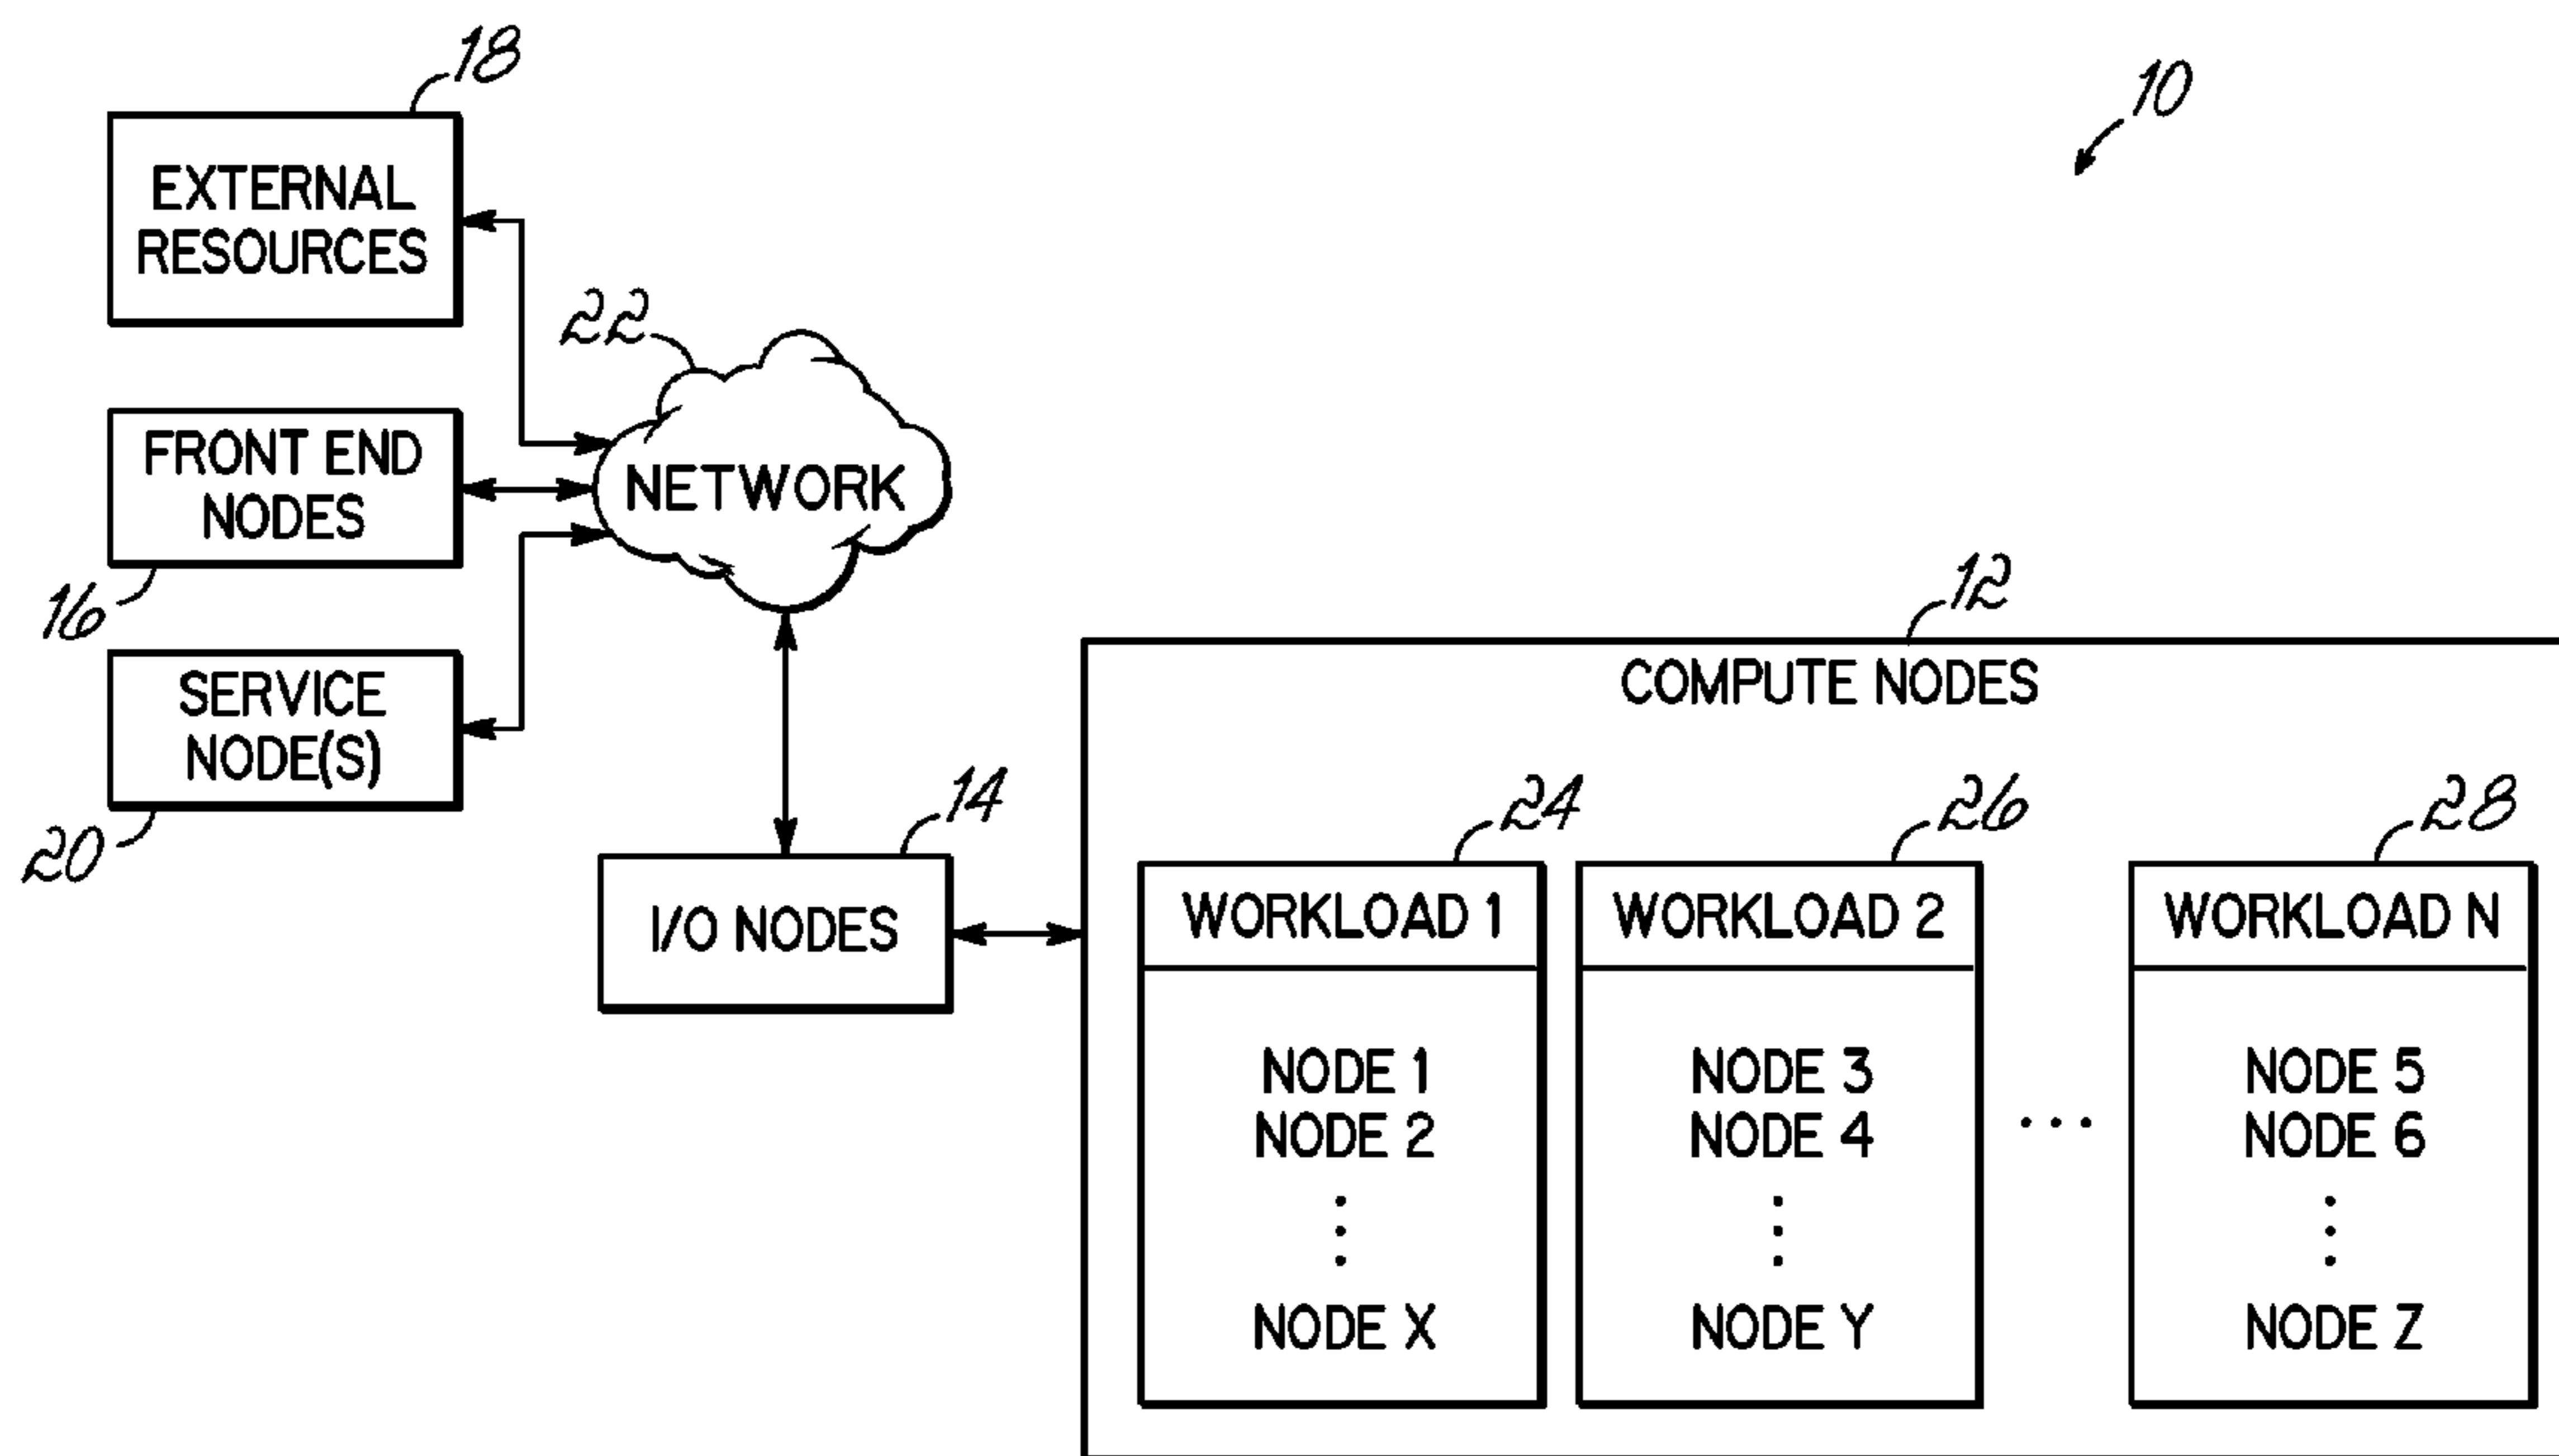 18
10
EXTERNAL
RESOURCES
22
FRONT END
NODES
NETWORK
16
12
SERVICE
NODE(S)
20
COMPUTE NODES
14
I/O NODES
24
26
28
WORKLOAD 1
NODE 1
NODE 2
NODE X
WORKLOAD 2
NODE 3
NODE 4
NODE Y
...
WORKLOAD N
NODE 5
NODE 6
NODE Z